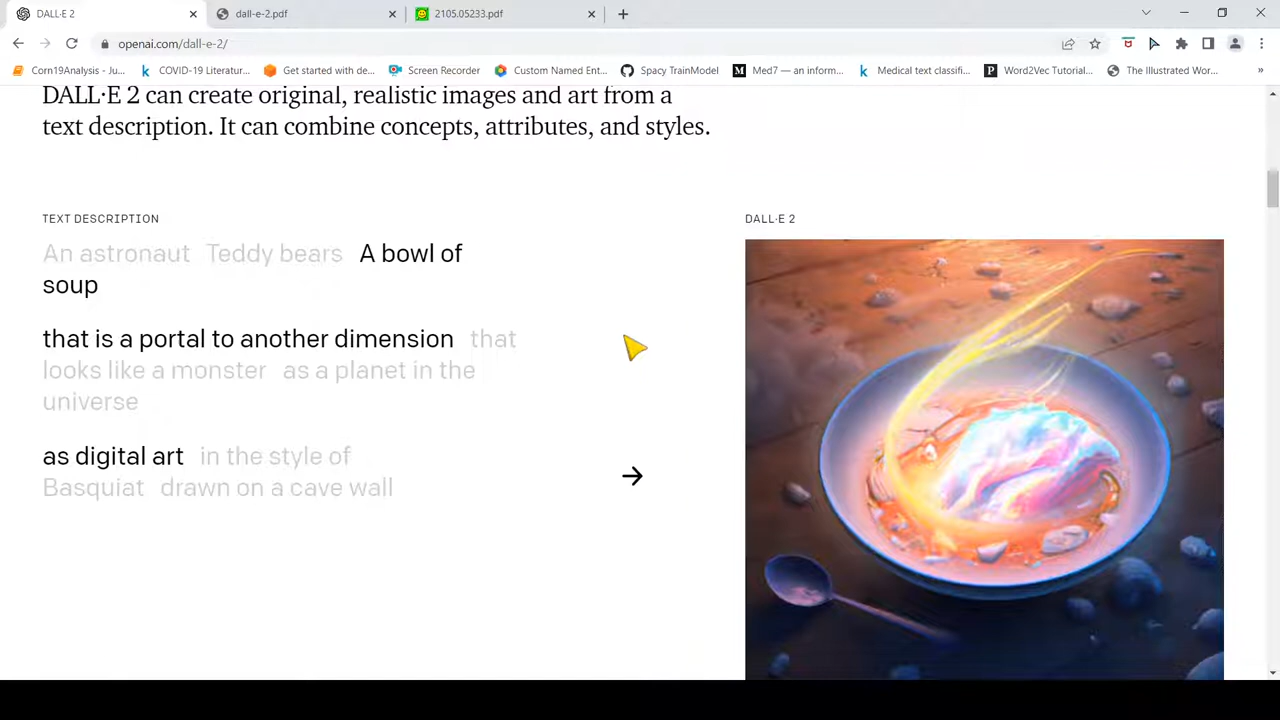 DALL·E 2
dall-e-2.pdf
2105.05233.pdf
openai.com/dall-e-2/
Corn19Analysis - Ju...
COVID-19 Literatur...
Get started with de...
Screen Recorder
Custom Named Ent...
Spacy TrainModel
Med7 — an inform...
Medical text classifi...
Word2Vec Tutorial...
The Illustrated Wor...
»
DALL·E 2 can create original, realistic images and art from a
text description. It can combine concepts, attributes, and styles.
TEXT DESCRIPTION
An astronaut Teddy bears A bowl of
soup
that is a portal to another dimension that
looks like a monster as a planet in the
universe
as digital art in the style of
Basquiat drawn on a cave wall
DALL·E 2